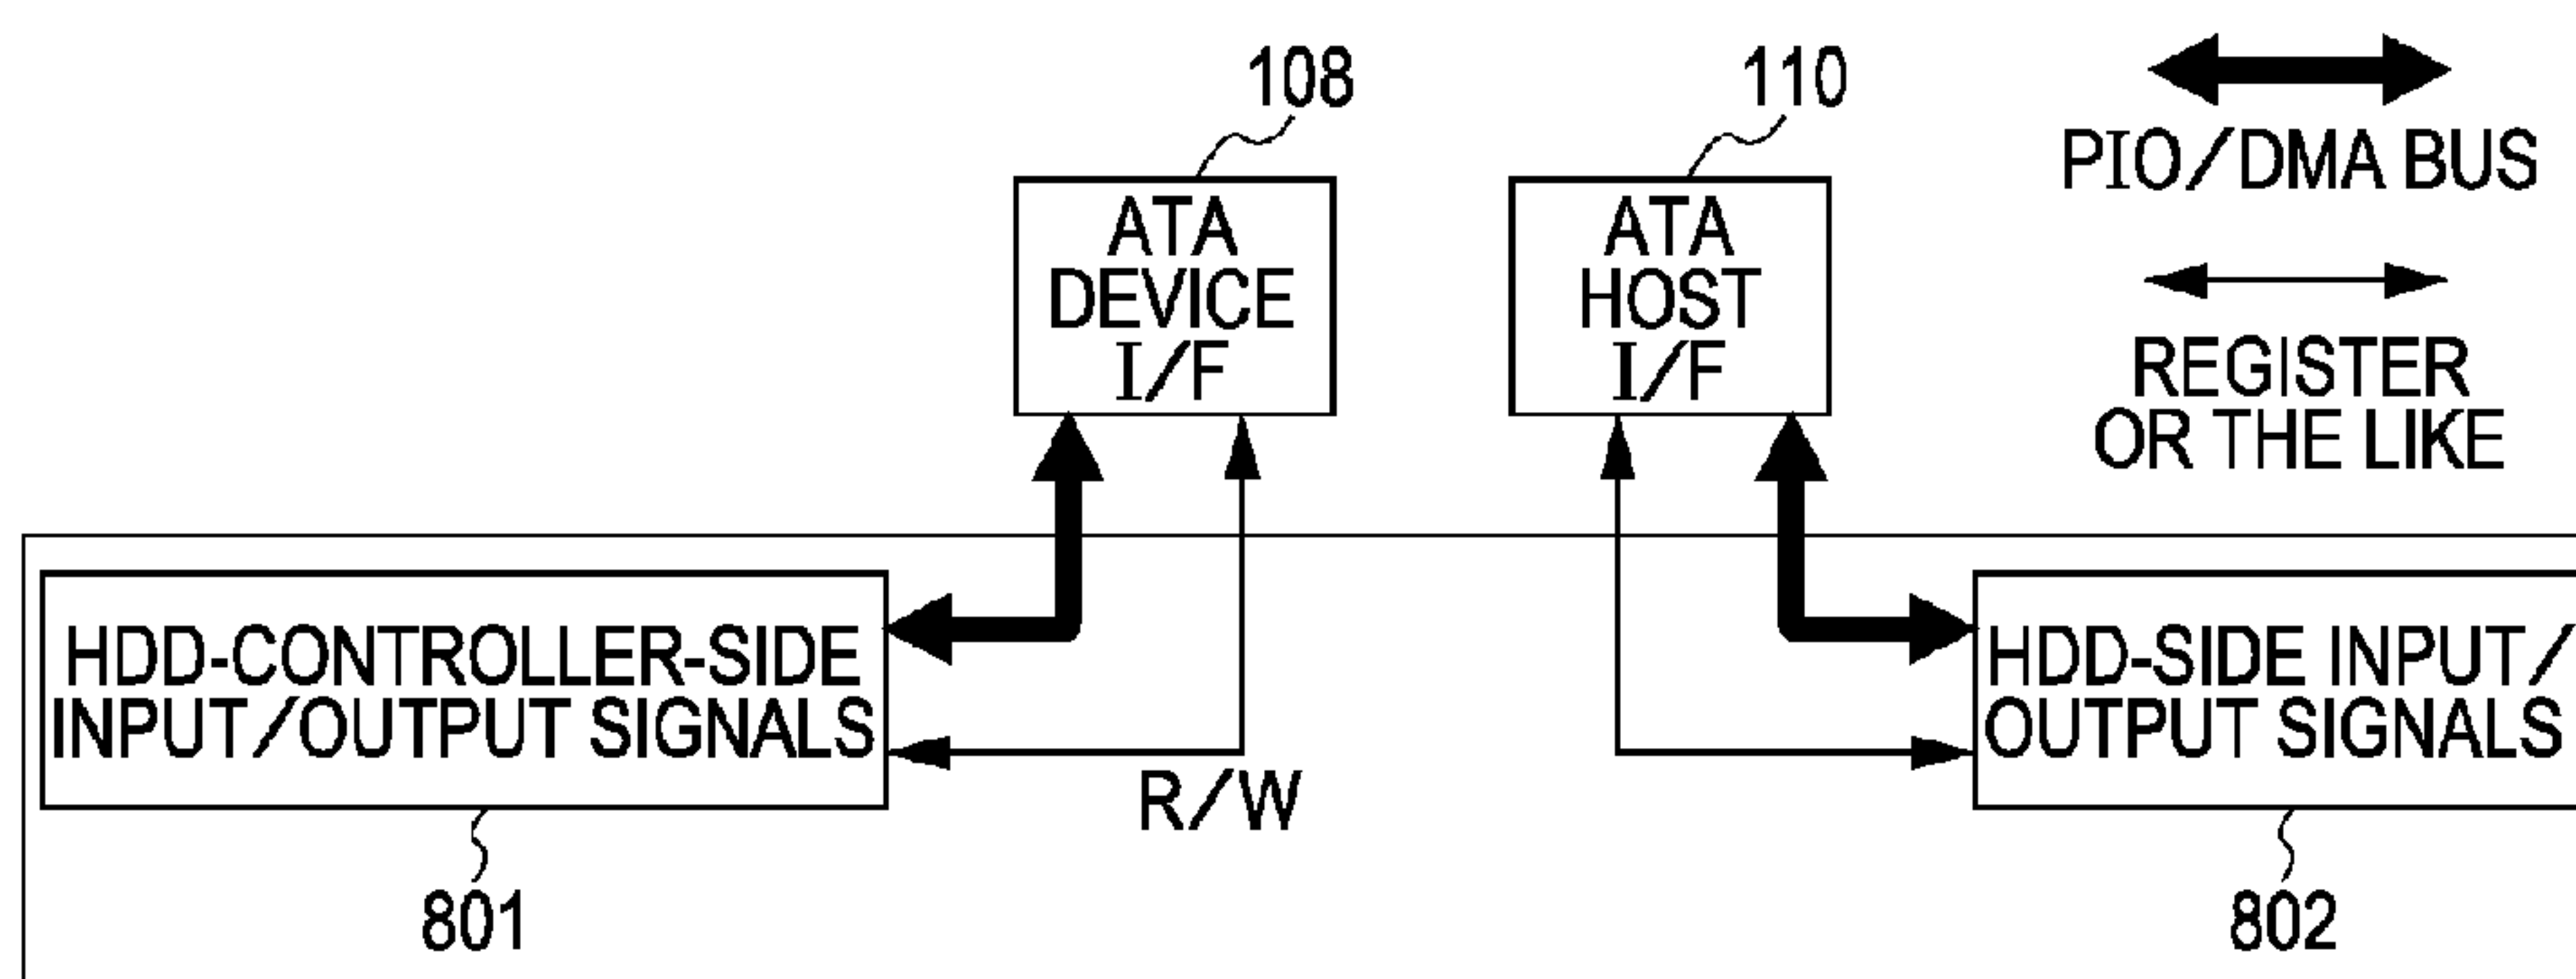 108
110
PIO/DMA BUS
ATA
DEVICE
I/F
ATA
HOST
I/F
REGISTER
OR THE LIKE
HDD-CONTROLLER-SIDE
INPUT/OUTPUT SIGNALS
R/W
HDD-SIDE INPUT/
OUTPUT SIGNALS
801
802